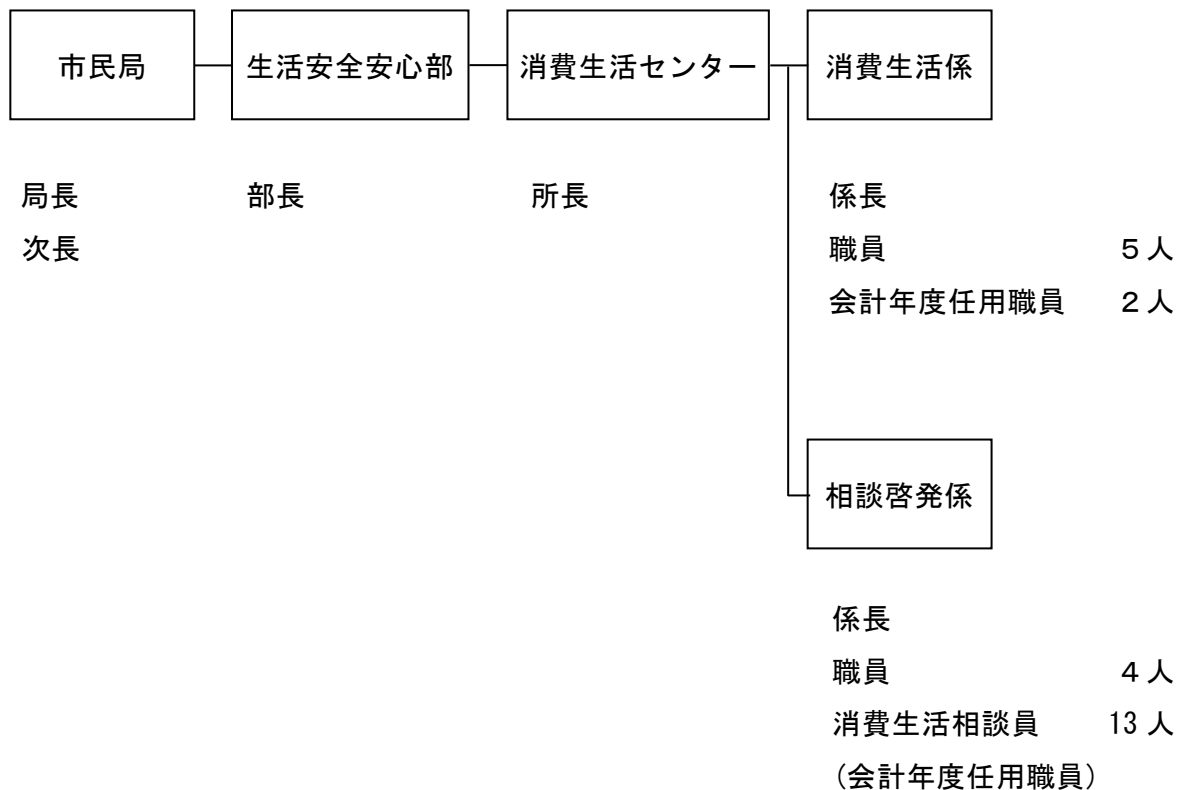 市民局
生活安全安心部
消費生活センター
消費生活係
局長
次長
部長
所長
係長
職員 5人
会計年度任用職員 2人
相談啓発係
係長
職員 4人
消費生活相談員 13人
(会計年度任用職員)